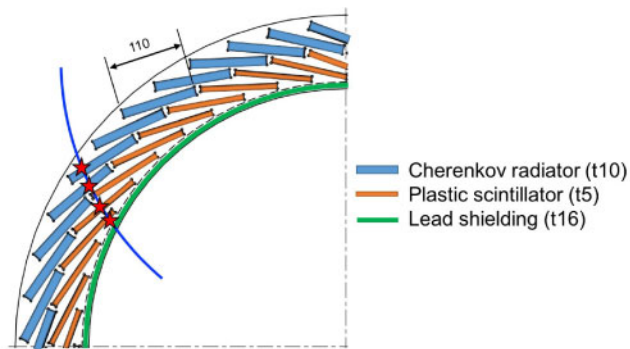 110
Cherenkov radiator (t10)
Plastic scintillator (t5)
Lead shielding (t16)